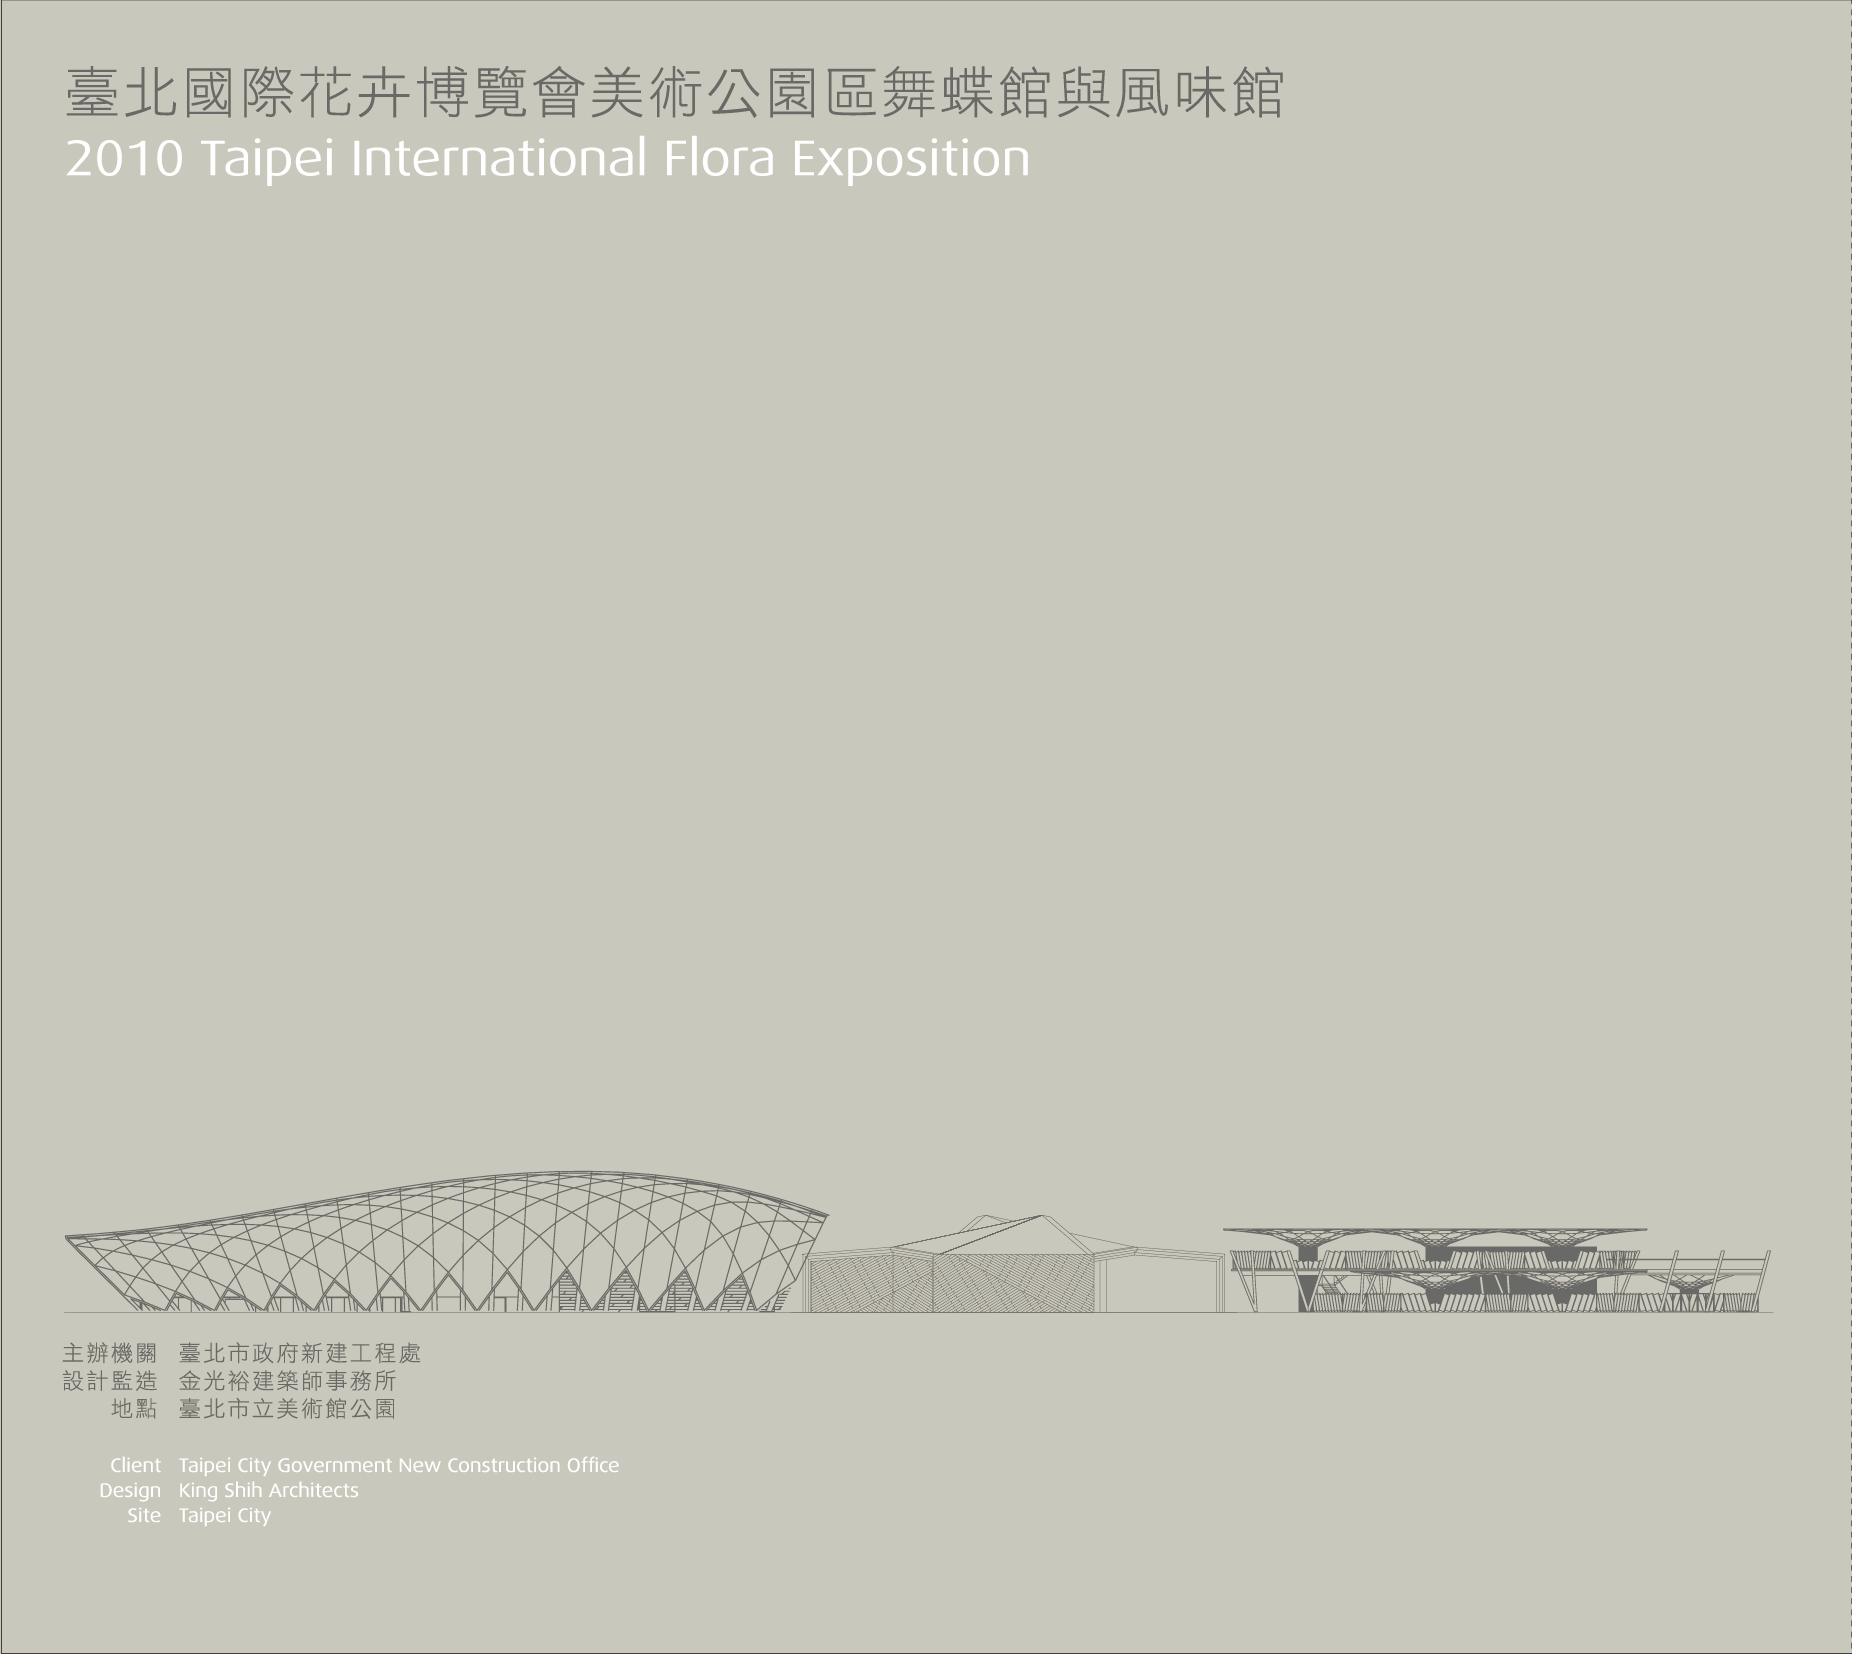 臺北國際花卉博覽會美術公園區舞蝶館與風味館
2010 Taipei International Flora Exposition
主辦機關 臺北市政府新建工程處
設計監造 金光裕建築師事務所
地點 臺北市立美術館公園
Client Taipei City Government New Construction Office
Design King Shih Architects
Site Taipei City